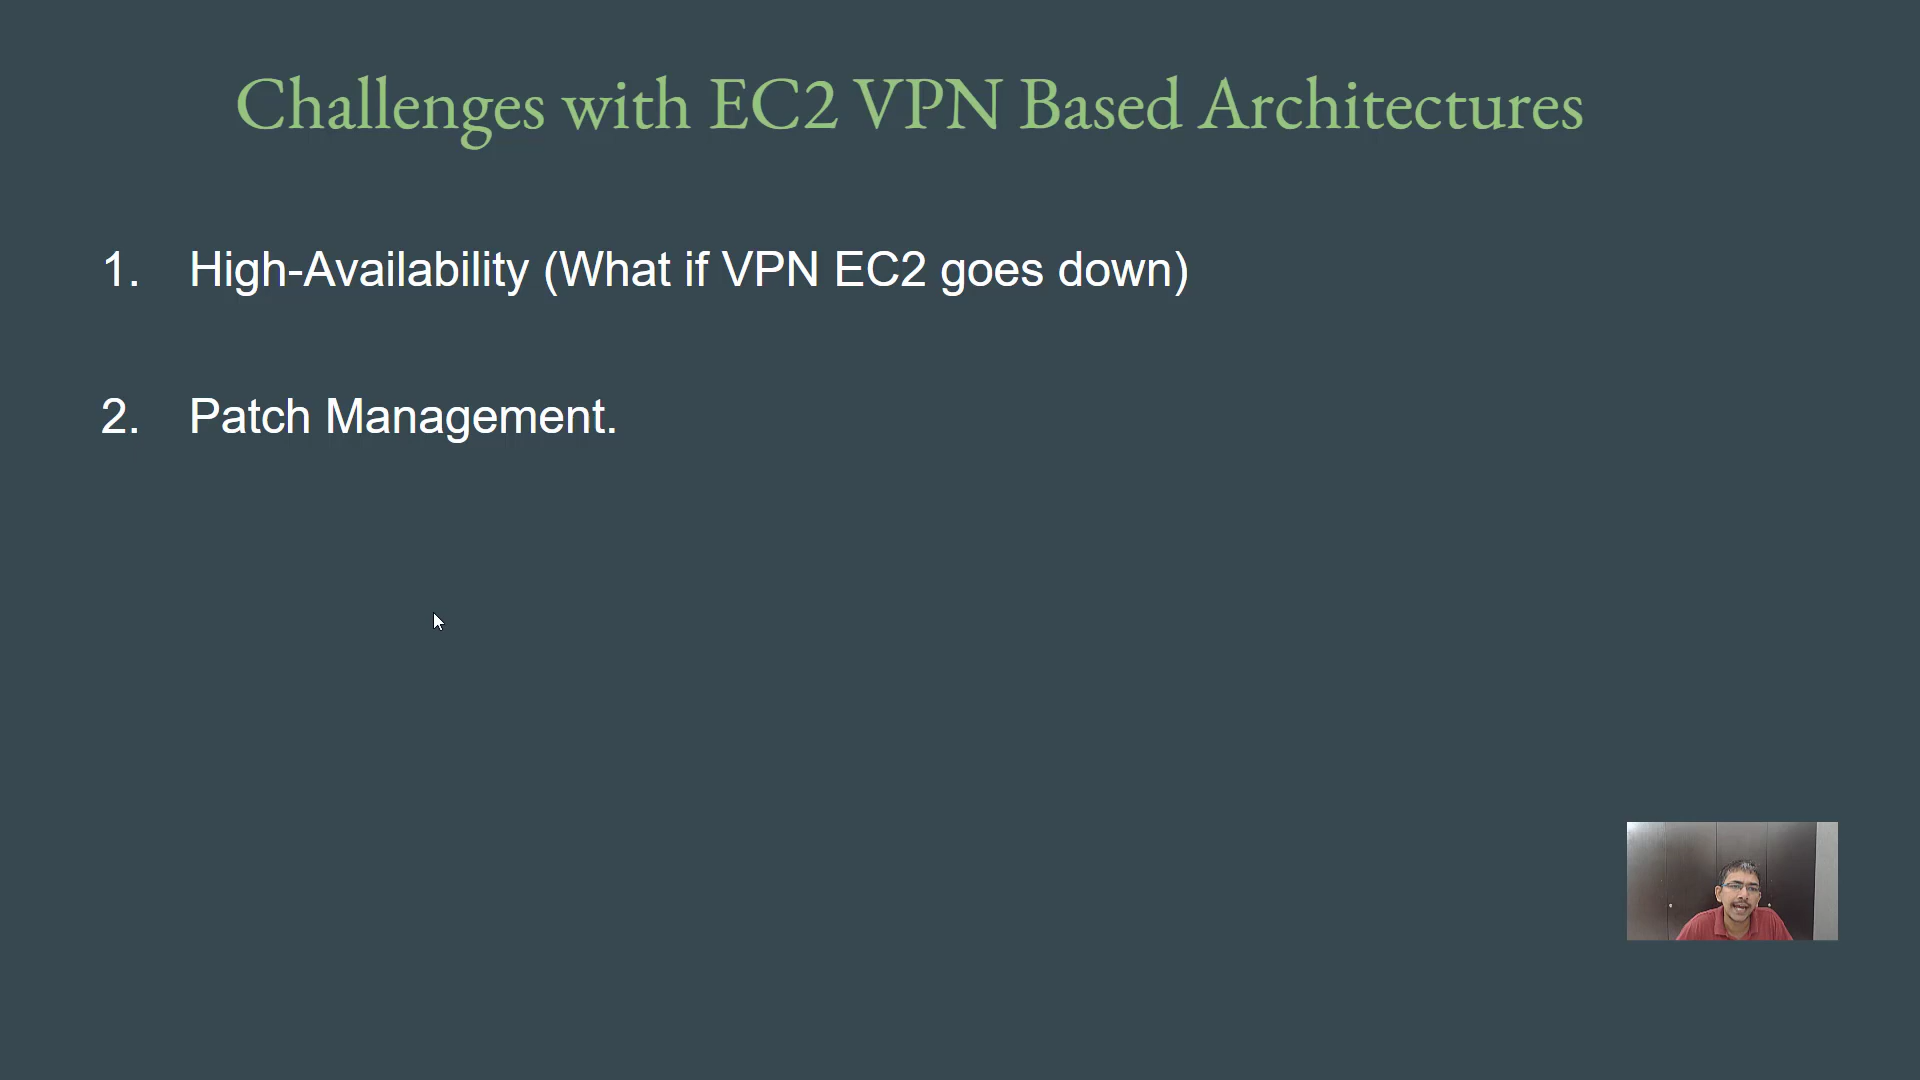 Challenges with EC2 VPN Based Architectures
1. High-Availability (What if VPN EC2 goes down)
2. Patch Management.